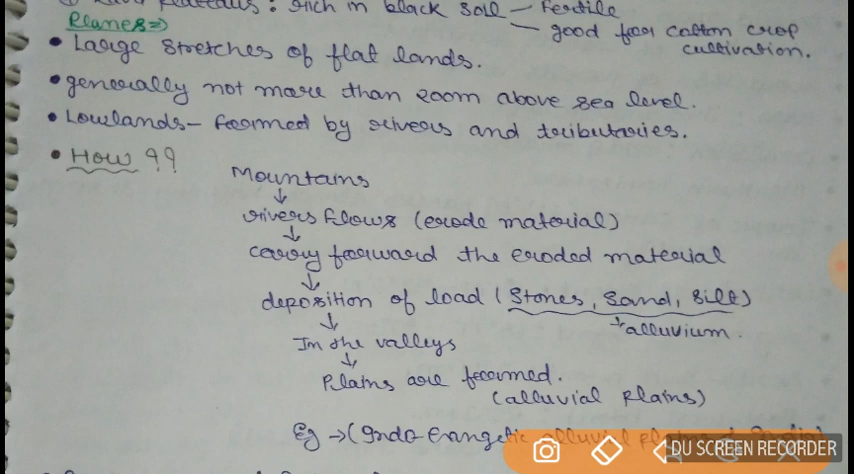 Lava Plateaus: rich in black soil - Fertile
- good for cotton crop
cultivation.
Planes⇒
• Large stretches of flat lands.
• generally not more than 200m above sea level.
• Lowlands - formed by rivers and tributaries.
• How ??
Mountains
↓
rivers flows (erode material)
↓
carry forward the eroded material
↓
deposition of load (Stones, Sand, Silt)
→ alluvium.
↓
In the valleys
↓
Plains are formed.
(alluvial Plains)
Eg → (Indo-
DU SCREEN RECORDER